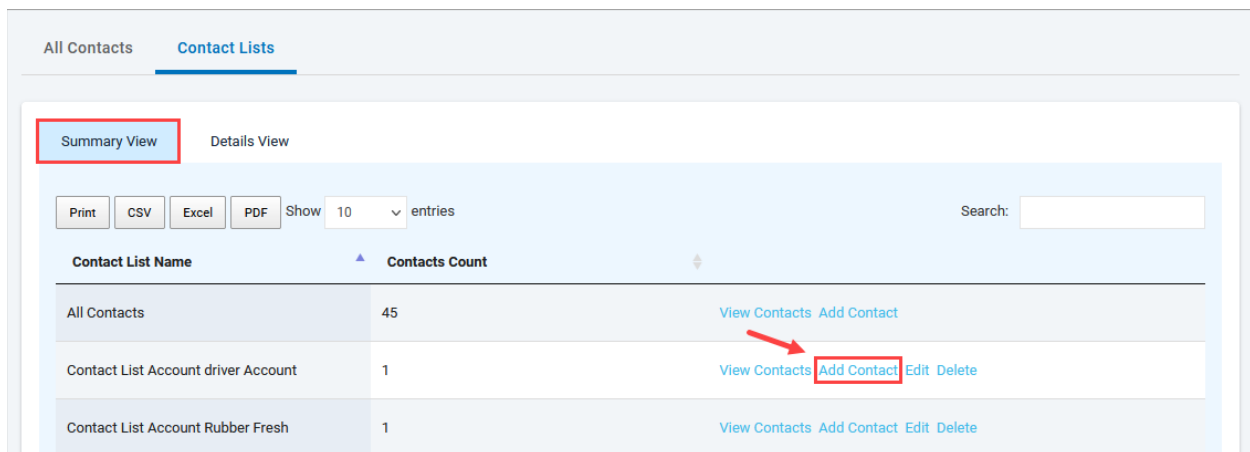 All Contacts Contact Lists
Summary View Details View
Print CSV Excel PDF Show 10 entries Search:
Contact List Name Contacts Count
All Contacts 45 View Contacts Add Contact
Contact List Account driver Account 1 View Contacts Add Contact Edit Delete
Contact List Account Rubber Fresh 1 View Contacts Add Contact Edit Delete